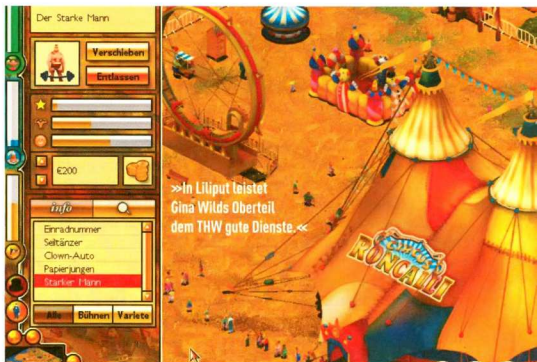 Der Starke Mann
Verschieben
Entlassen
€200
info
Einradnummer
Seiltänzer
Clown-Auto
Papierjungen
Starker Mann
Alle Bühnen Variete
»In Liliput leistet
Gina Wilds Oberteil
dem THW gute Dienste.«
RONCALLI